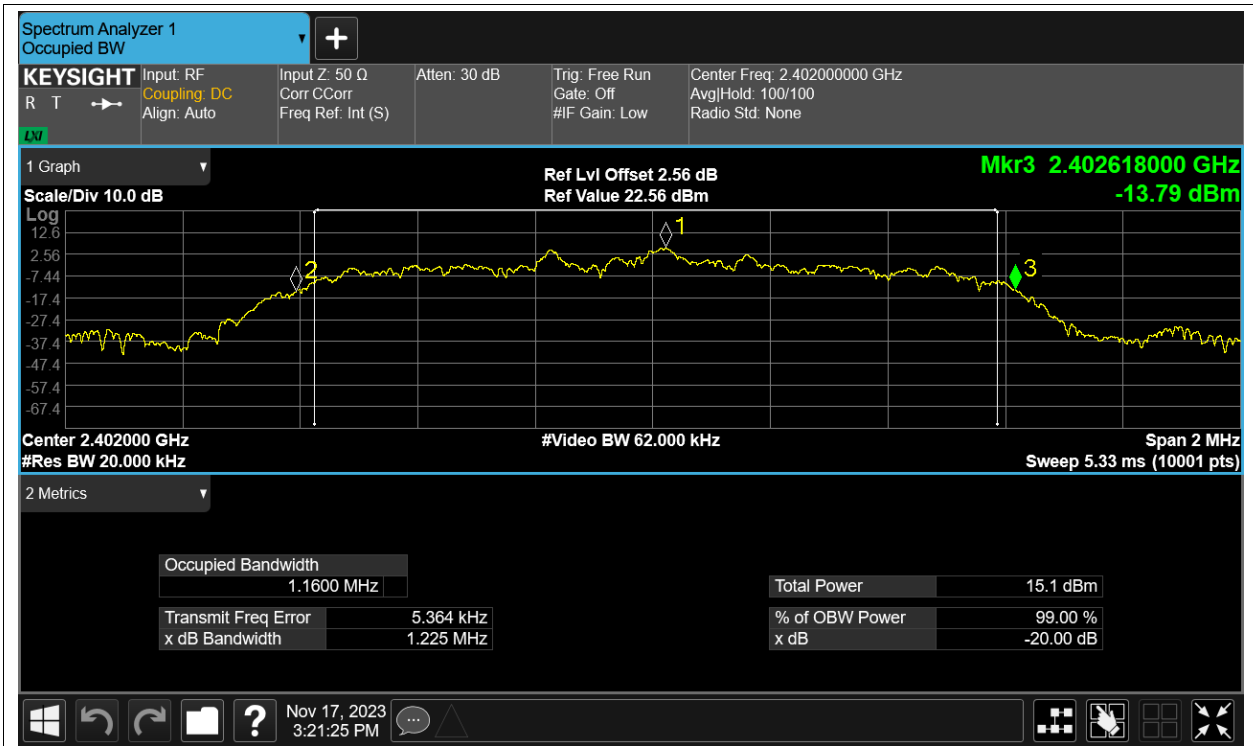 Spectrum Analyzer 1
Occupied BW
KEYSIGHT
R T
LXI
Input: RF
Coupling: DC
Align: Auto
Input Z: 50 Ω
Corr CCorr
Freq Ref: Int (S)
Atten: 30 dB
Trig: Free Run
Gate: Off
#IF Gain: Low
Center Freq: 2.402000000 GHz
Avg|Hold: 100/100
Radio Std: None
1 Graph
Scale/Div 10.0 dB
Ref Lvl Offset 2.56 dB
Ref Value 22.56 dBm
Mkr3 2.402618000 GHz
-13.79 dBm
Log
12.6
2.56
-7.44
-17.4
-27.4
-37.4
-47.4
-57.4
-67.4
1
2
3
Center 2.402000 GHz
#Res BW 20.000 kHz
#Video BW 62.000 kHz
Span 2 MHz
Sweep 5.33 ms (10001 pts)
2 Metrics
Occupied Bandwidth
1.1600 MHz
Transmit Freq Error 5.364 kHz
x dB Bandwidth 1.225 MHz
Total Power 15.1 dBm
% of OBW Power 99.00 %
x dB -20.00 dB
?
Nov 17, 2023
3:21:25 PM